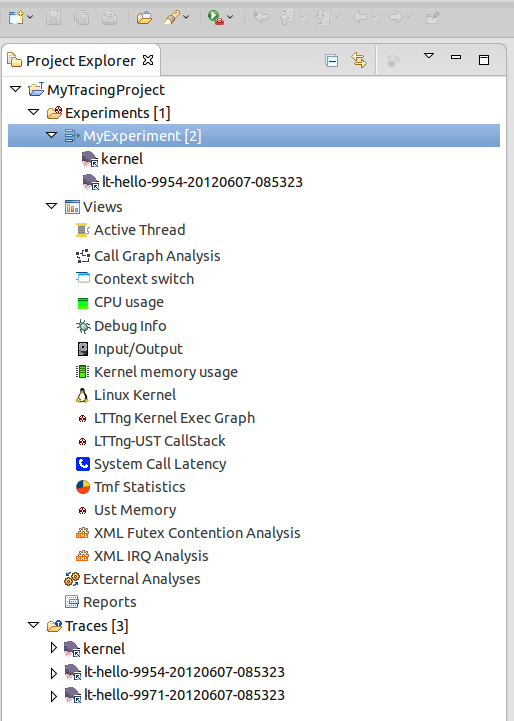 Project Explorer
MyTracingProject
Experiments [1]
MyExperiment [2]
kernel
lt-hello-9954-20120607-085323
Views
Active Thread
Call Graph Analysis
Context switch
CPU usage
Debug Info
Input/Output
Kernel memory usage
Linux Kernel
LTTng Kernel Exec Graph
LTTng-UST CallStack
System Call Latency
Tmf Statistics
Ust Memory
XML Futex Contention Analysis
XML IRQ Analysis
External Analyses
Reports
Traces [3]
kernel
lt-hello-9954-20120607-085323
lt-hello-9971-20120607-085323